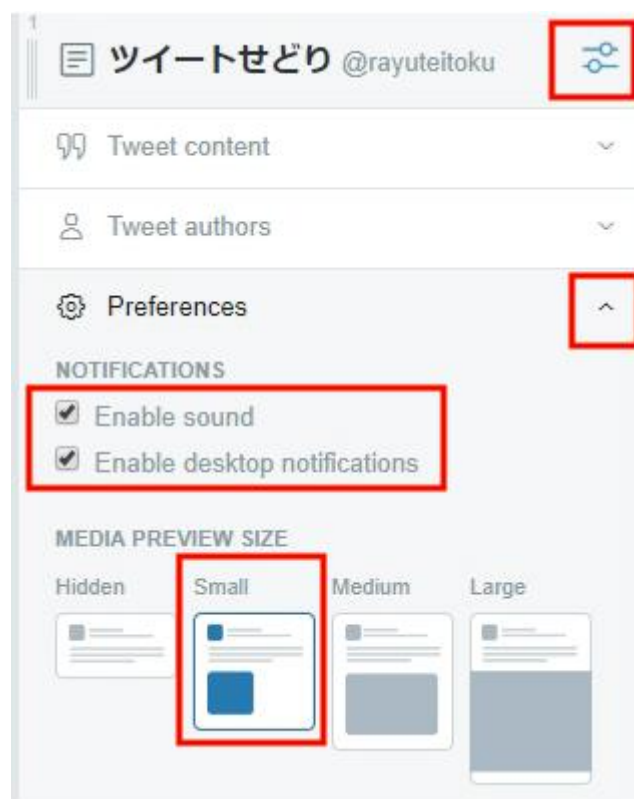 1
ツイートせどり @rayuteitoku
Tweet content
Tweet authors
Preferences
NOTIFICATIONS
Enable sound
Enable desktop notifications
MEDIA PREVIEW SIZE
Hidden Small Medium Large